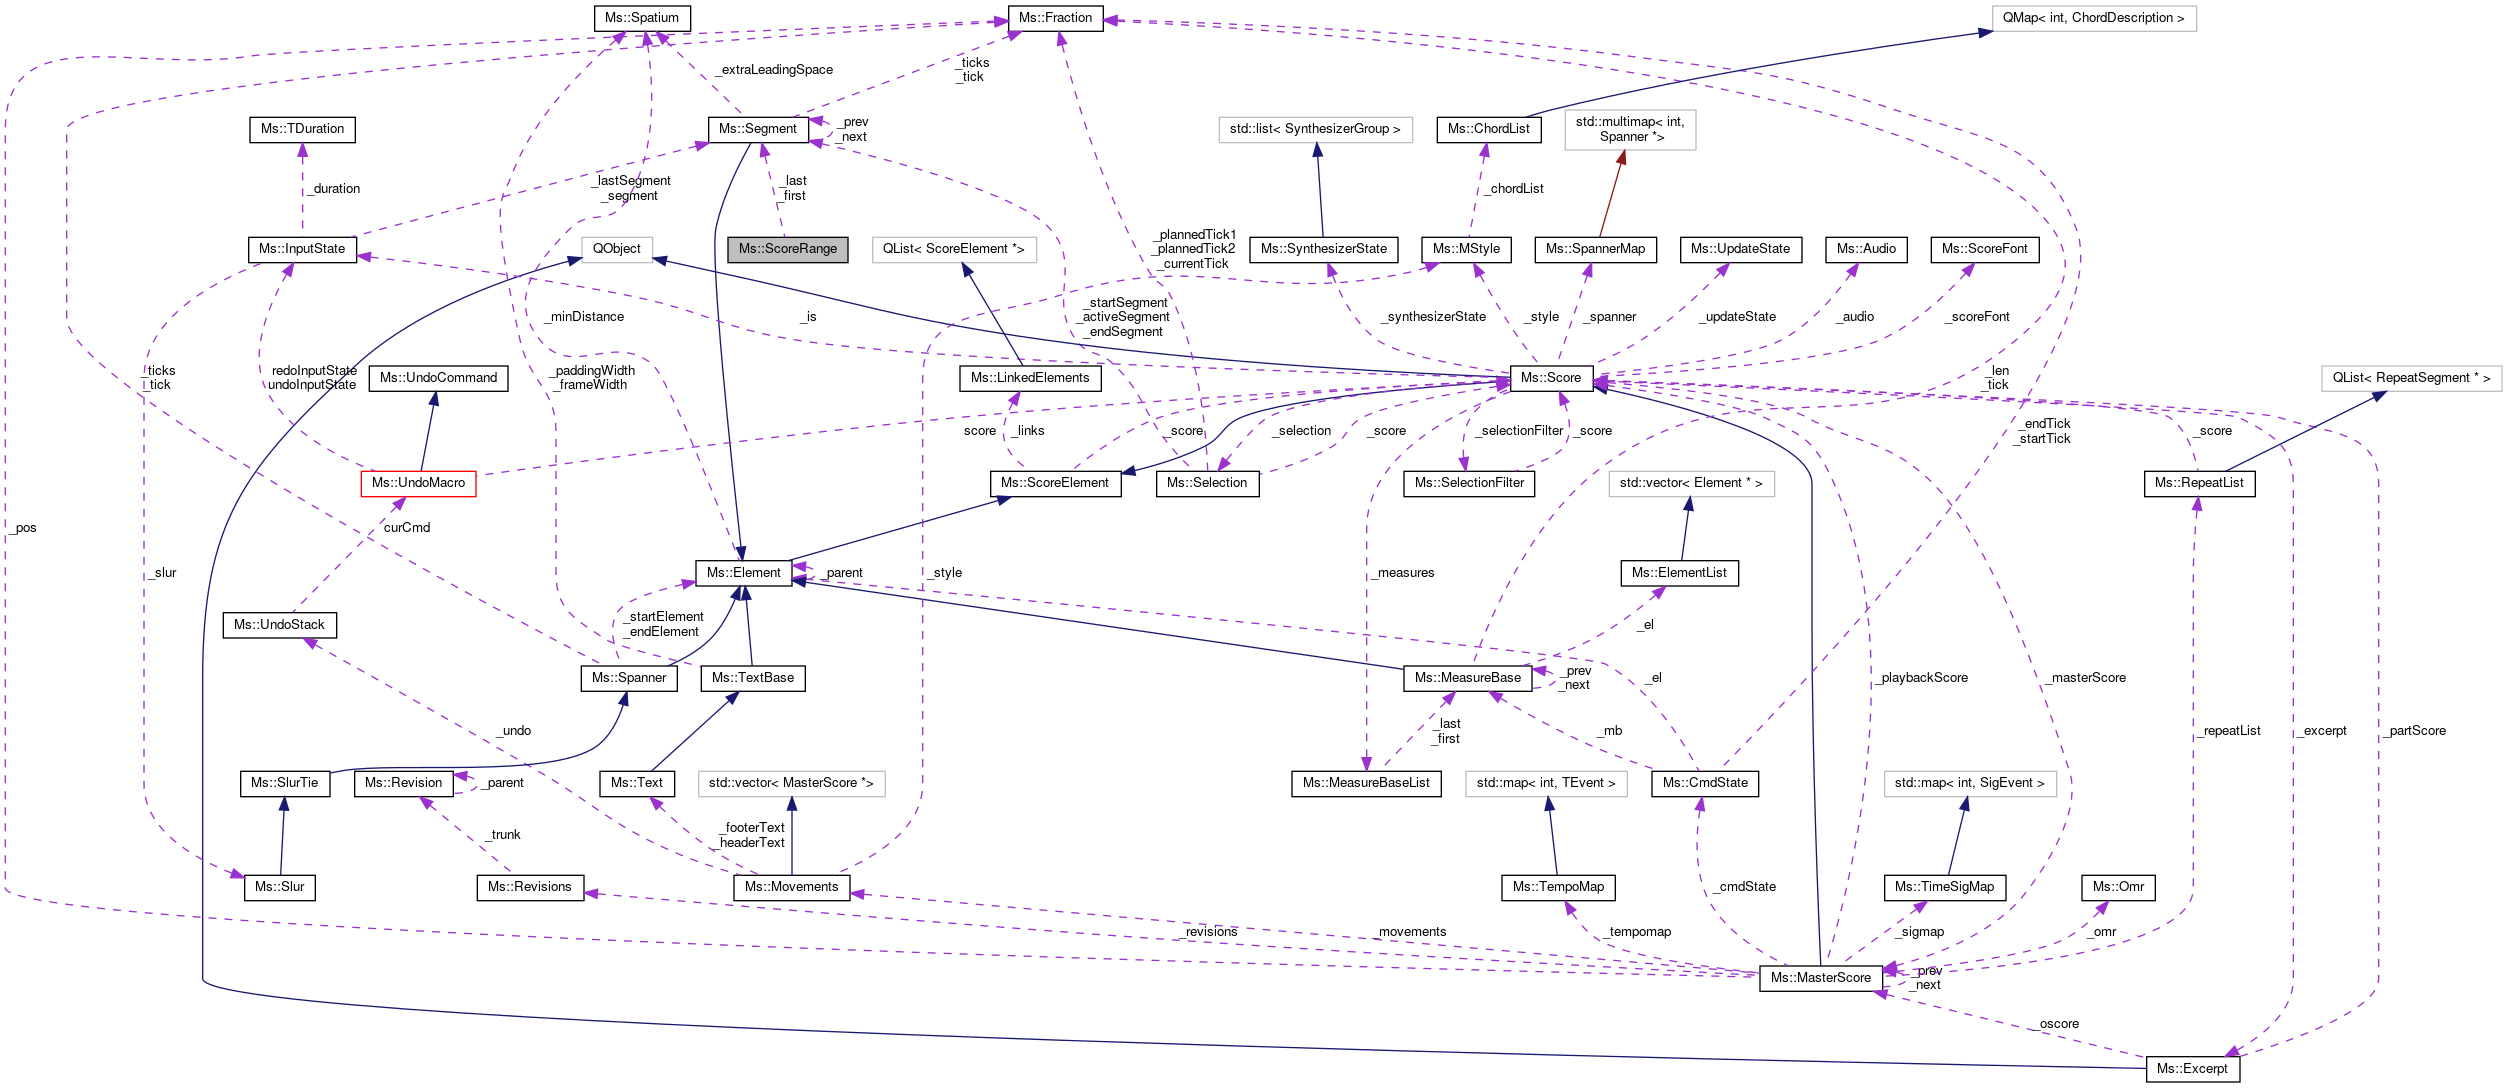 Ms::Spatium
Ms::Fraction
QMap< int, ChordDescription >
_extraLeadingSpace
_ticks
_tick
Ms::TDuration
Ms::Segment
_prev
_next
std::list< SynthesizerGroup >
Ms::ChordList
std::multimap< int,
Spanner *>
_duration
_lastSegment
_segment
_last
_first
_chordList
Ms::InputState
QObject
Ms::ScoreRange
QList< ScoreElement *>
_plannedTick1
_plannedTick2
_currentTick
Ms::SynthesizerState
Ms::MStyle
Ms::SpannerMap
Ms::UpdateState
Ms::Audio
Ms::ScoreFont
_minDistance
_is
_startSegment
_activeSegment
_endSegment
_synthesizerState
_style
_spanner
_updateState
_audio
_scoreFont
_ticks
_tick
redoInputState
undoInputState
Ms::UndoCommand
_paddingWidth
_frameWidth
Ms::LinkedElements
Ms::Score
_len
_tick
QList< RepeatSegment * >
score
_links
_score
_selection
_score
_selectionFilter
_score
_endTick
_startTick
_score
Ms::UndoMacro
Ms::ScoreElement
Ms::Selection
Ms::SelectionFilter
std::vector< Element * >
Ms::RepeatList
_pos
curCmd
_slur
Ms::Element
_parent
_style
_measures
Ms::ElementList
Ms::UndoStack
_startElement
_endElement
_el
Ms::Spanner
Ms::TextBase
Ms::MeasureBase
_prev
_next
_el
_playbackScore
_masterScore
_undo
_last
_first
_mb
_repeatList
_excerpt
_partScore
Ms::SlurTie
Ms::Revision
_parent
Ms::Text
std::vector< MasterScore *>
Ms::MeasureBaseList
std::map< int, TEvent >
Ms::CmdState
std::map< int, SigEvent >
_trunk
_footerText
_headerText
Ms::Slur
Ms::Revisions
Ms::Movements
Ms::TempoMap
_cmdState
Ms::TimeSigMap
Ms::Omr
_revisions
_movements
_tempomap
_sigmap
_omr
Ms::MasterScore
_prev
_next
_oscore
Ms::Excerpt